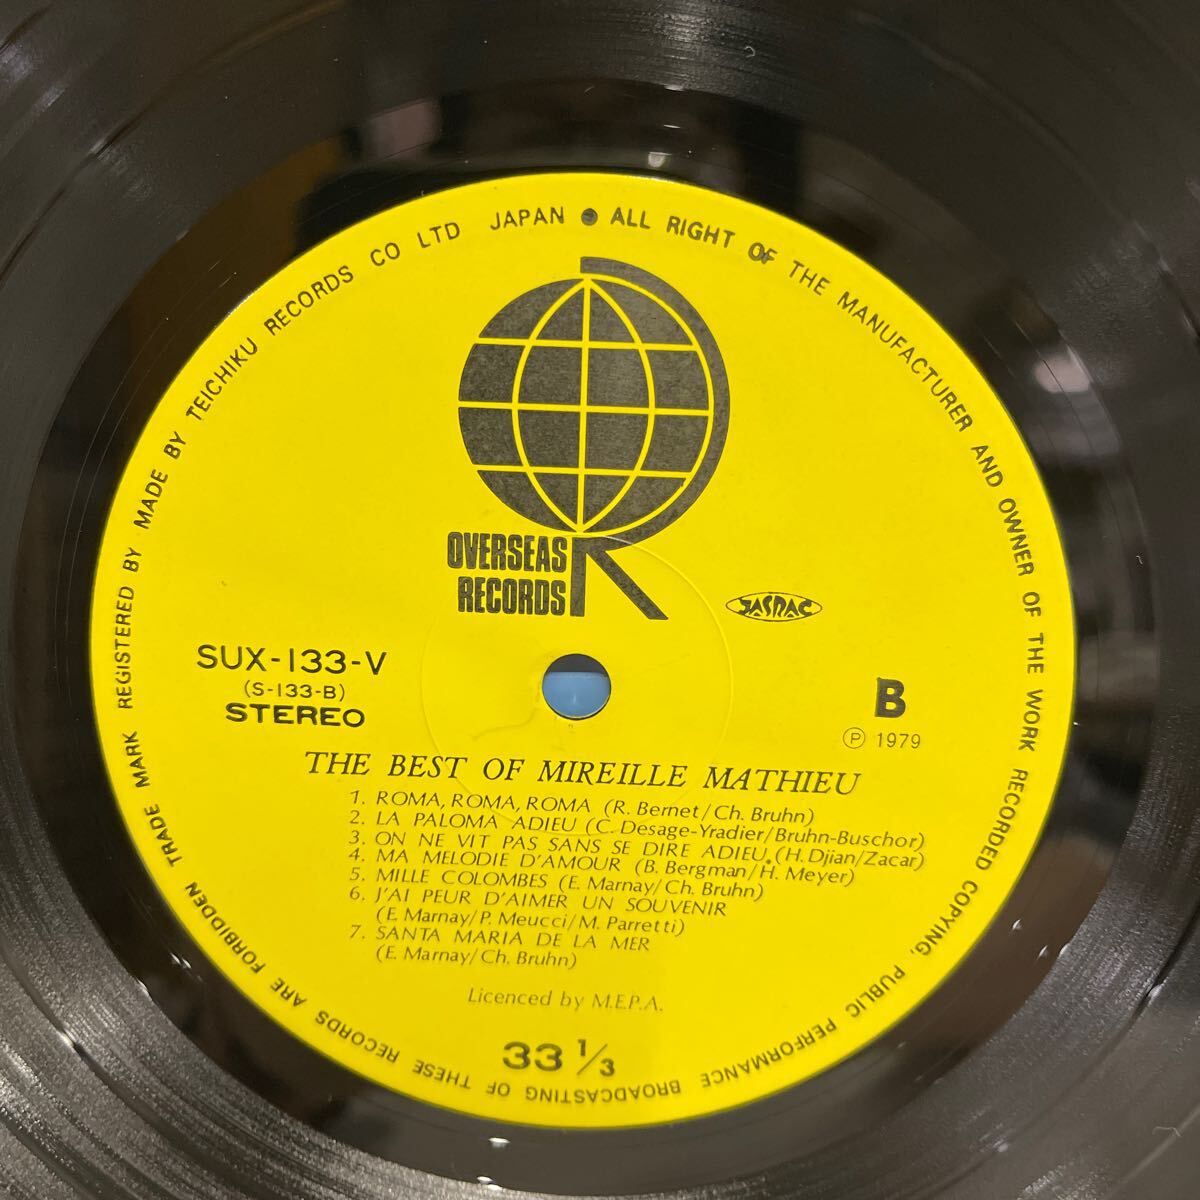 TRADE MARK REGISTERED BY MADE BY TEICHIKU RECORDS CO LTD JAPAN ● ALL RIGHT OF THE MANUFACTURER AND OWNER OF THE WORK RECORDED COPYING, PUBLIC PERFORMANCE BROADCASTING OF THESE RECORDS ARE FORBIDDEN
OVERSEAS
RECORDS
R
JASRAC
SUX-133-V
(S-133-B)
STEREO
B
Ⓟ 1979
THE BEST OF MIREILLE MATHIEU
1. ROMA, ROMA, ROMA (R. Bernet/Ch. Bruhn)
2. LA PALOMA ADIEU (C. Desage-Yradier/Bruhn-Buschor)
3. ON NE VIT PAS SANS SE DIRE ADIEU (H. Djian/Zacar)
4. MA MELODIE D'AMOUR (B. Bergman/H. Meyer)
5. MILLE COLOMBES (E. Marnay/Ch. Bruhn)
6. J'AI PEUR D'AIMER UN SOUVENIR
(E. Marnay/P. Meucci/M. Parretti)
7. SANTA MARIA DE LA MER
(E. Marnay/Ch. Bruhn)
Licenced by M.E.P.A.
33 1/3